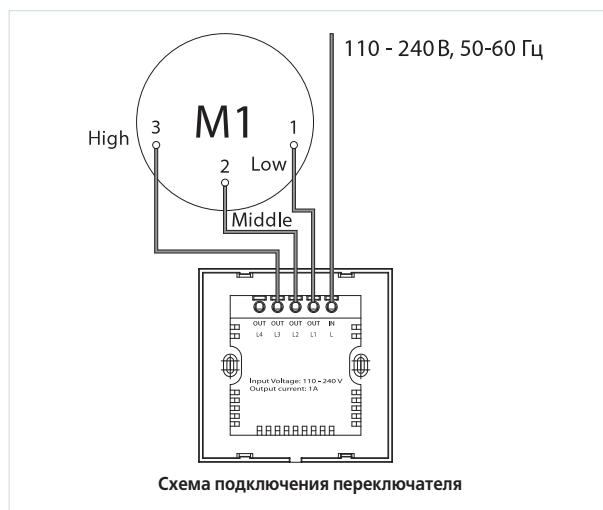 110 - 240 В, 50-60 Гц
High
3
M1
1
2
Low
Middle
OUT OUT OUT OUT IN
L4 L3 L2 L1 L
Input Voltage: 110 – 240 V
Output current: 1A
Схема подключения переключателя